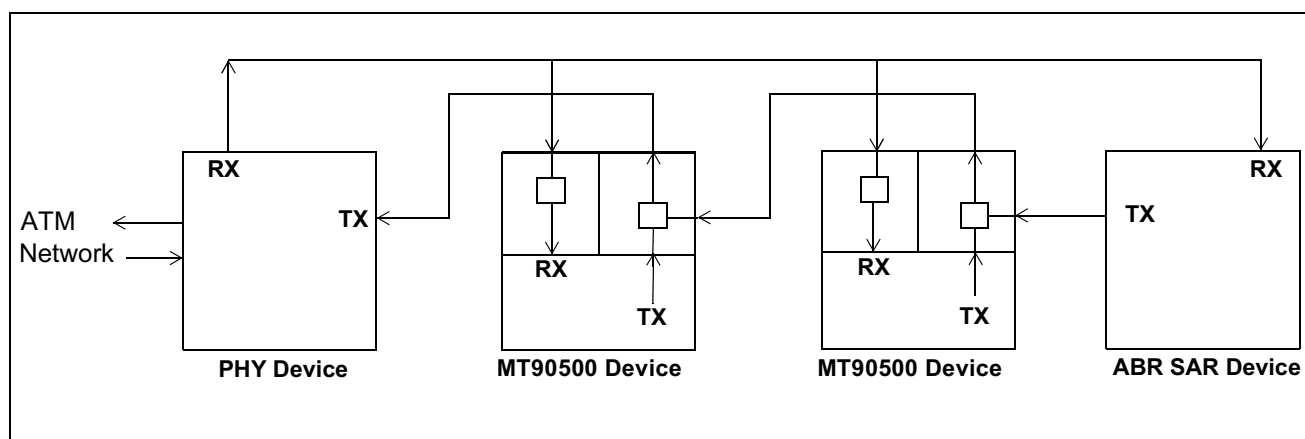 RX
RX
TX
TX
ATM
Network
RX
RX
TX
TX
PHY Device
MT90500 Device
MT90500 Device
ABR SAR Device